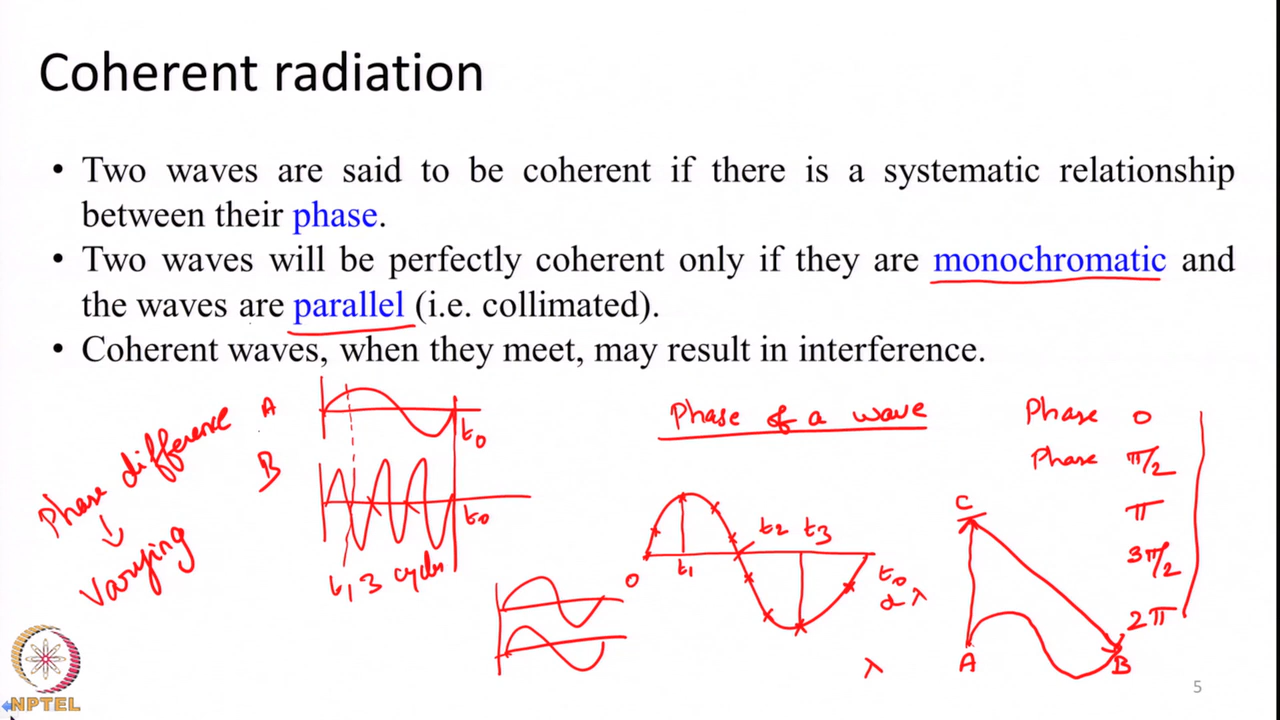 Coherent radiation
• Two waves are said to be coherent if there is a systematic relationship
between their phase.
• Two waves will be perfectly coherent only if they are monochromatic and
the waves are parallel (i.e. collimated).
• Coherent waves, when they meet, may result in interference.
Phase difference
Varying
A
B
t0
t0
t1 3 cycles
Phase of a wave
0
t1
t2
t3
t0
λ
Phase 0
Phase π/2
π
3π/2
2π
C
A
B
λ
NPTEL
5